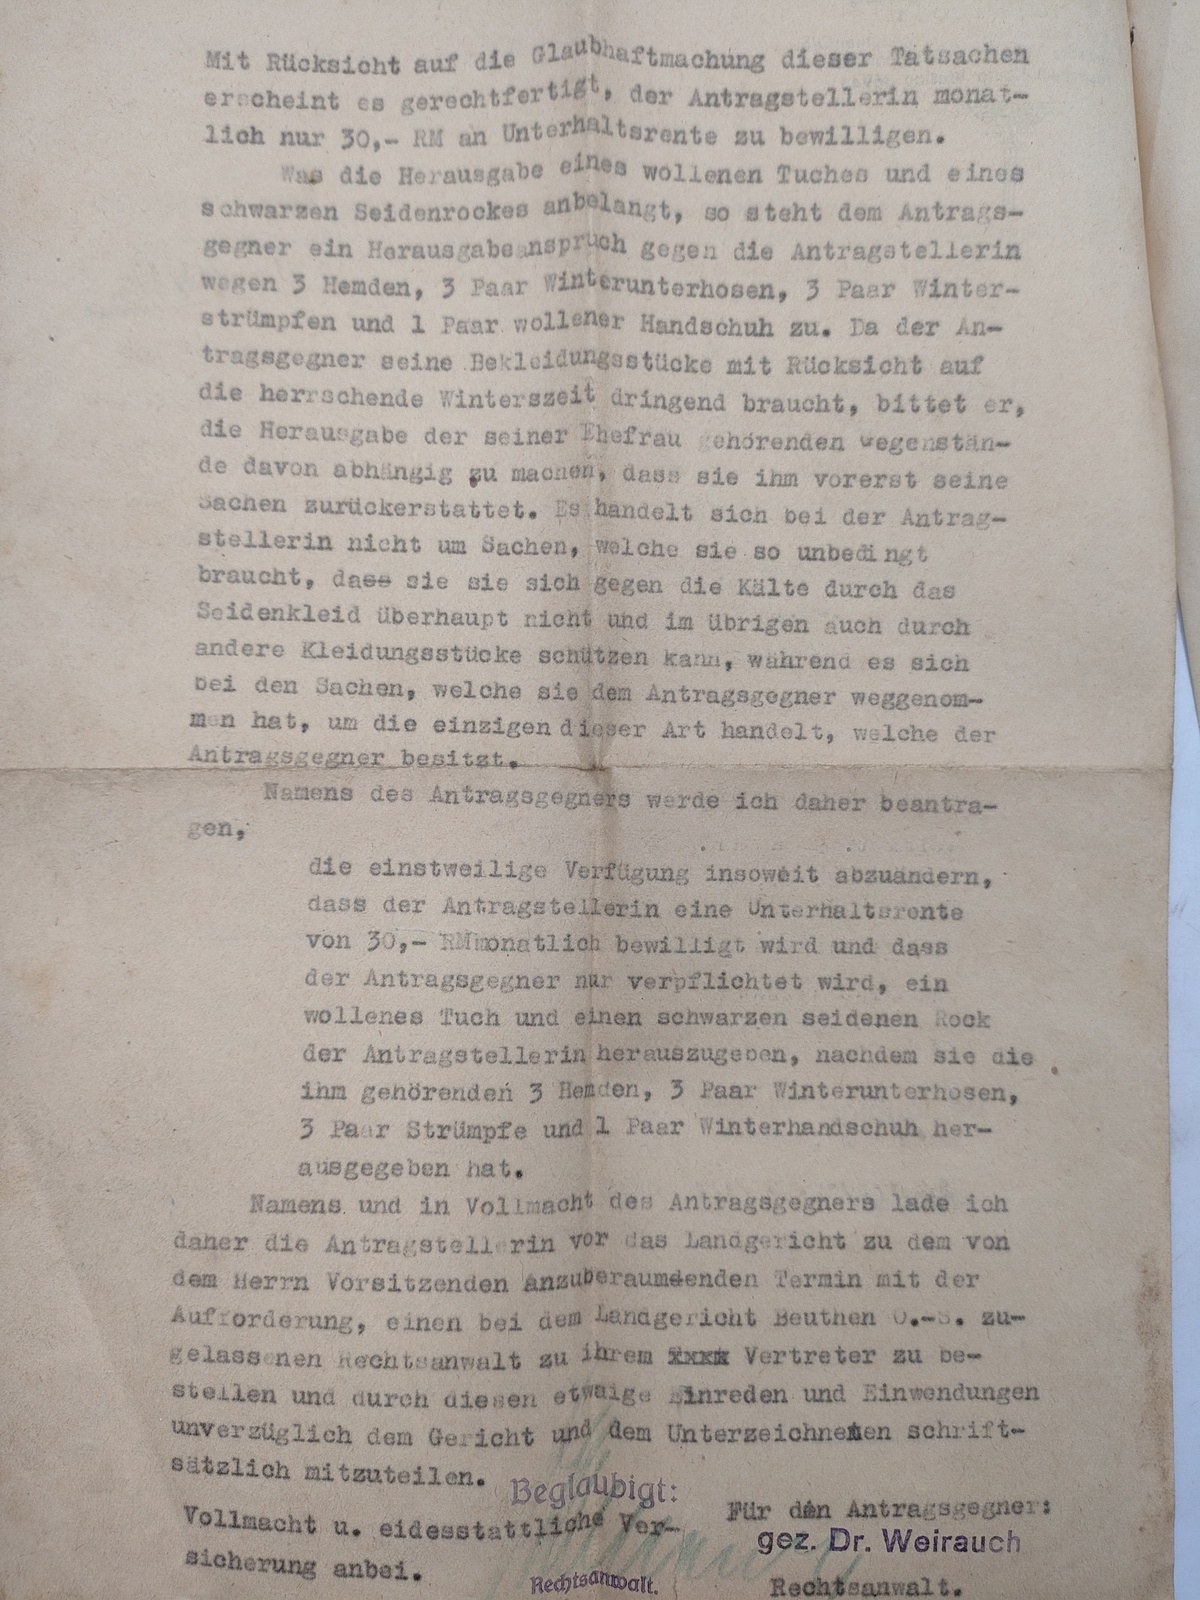 Mit Rücksicht auf die Glaubhaftmachung dieser Tatsachen
erscheint es gerechtfertigt, der Antragstellerin monat-
lich nur 30,- RM an Unterhaltsrente zu bewilligen.
Was die Herausgabe eines wollenen Tuches und eines
schwarzen Seidenrockes anbelangt, so steht dem Antrags-
gegner ein Herausgabeanspruch gegen die Antragstellerin
wegen 3 Hemden, 3 Paar Winterunterhosen, 3 Paar Winter-
strümpfen und 1 Paar wollener Handschuh zu. Da der An-
tragsgegner seine Bekleidungsstücke mit Rücksicht auf
die herrschende Winterszeit dringend braucht, bittet er,
die Herausgabe der seiner Ehefrau gehörenden Gegenstän-
de davon abhängig zu machen, dass sie ihm vorerst seine
Sachen zurückerstattet. Es handelt sich bei der Antrag-
stellerin nicht um Sachen, welche sie so unbedingt
braucht, dass sie sie sich gegen die Kälte durch das
Seidenkleid überhaupt nicht und im übrigen auch durch
andere Kleidungsstücke schützen kann, während es sich
bei den Sachen, welche sie dem Antragsgegner weggenom-
men hat, um die einzigen dieser Art handelt, welche der
Antragsgegner besitzt.
Namens des Antragsgegners werde ich daher beantra-
gen,
die einstweilige Verfügung insoweit abzuändern,
dass der Antragstellerin eine Unterhaltsrente
von 30,- RM monatlich bewilligt wird und dass
der Antragsgegner nur verpflichtet wird, ein
wollenes Tuch und einen schwarzen seidenen Rock
der Antragstellerin herauszugeben, nachdem sie die
ihm gehörenden 3 Hemden, 3 Paar Winterunterhosen,
3 Paar Strümpfe und 1 Paar Winterhandschuh her-
ausgegeben hat.
Namens und in Vollmacht des Antragsgegners lade ich
daher die Antragstellerin vor das Landgericht zu dem von
dem Herrn Vorsitzenden anzuberaumdenden Termin mit der
Aufforderung, einen bei dem Landgericht Beuthen O.-S. zu-
gelassenen Rechtsanwalt zu ihrem xxxx Vertreter zu be-
stellen und durch diesen etwaige Einreden und Einwendungen
unverzüglich dem Gericht und dem Unterzeichneten schrift-
sätzlich mitzuteilen.
Beglaubigt:
Vollmacht u. eidesstattliche Ver-
sicherung anbei.
Rechtsanwalt.
Für den Antragsgegner:
gez. Dr. Weirauch
Rechtsanwalt.